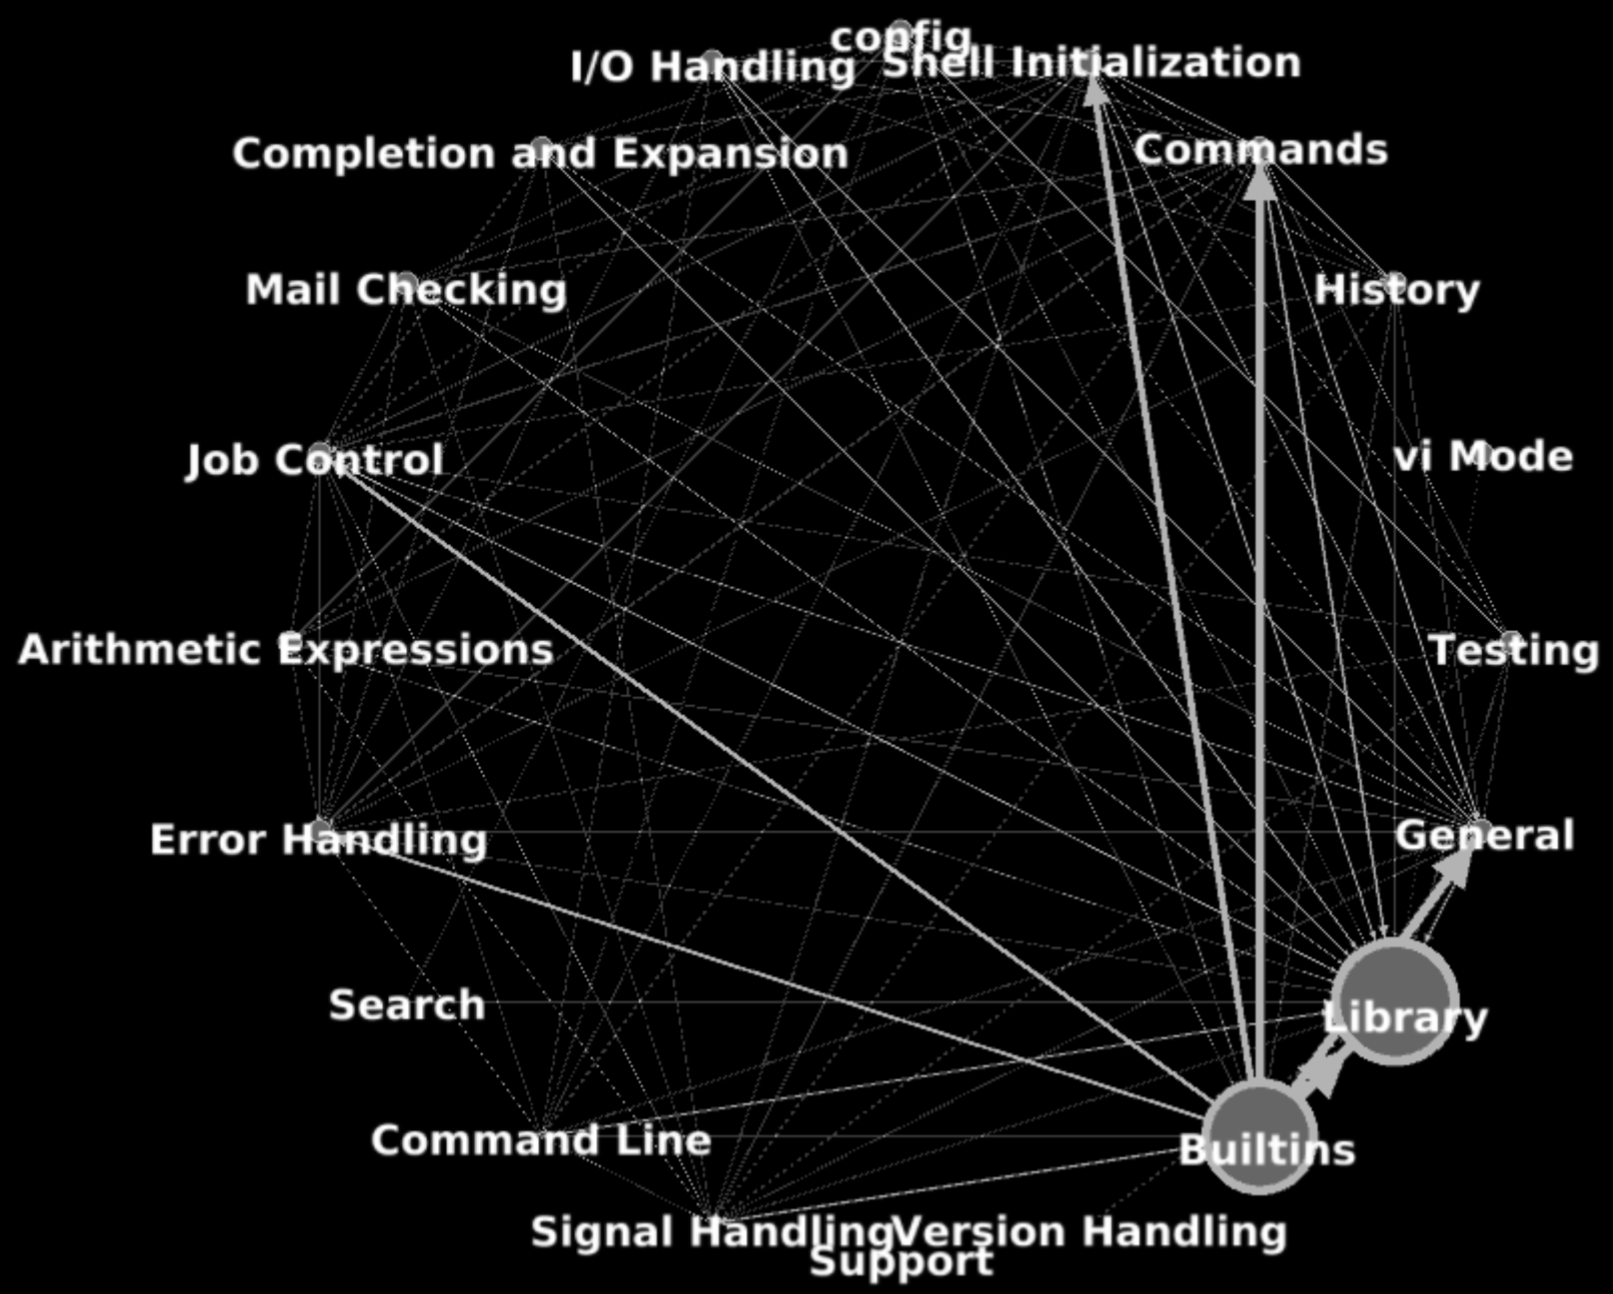 config
I/O Handling
Shell Initialization
Completion and Expansion
Commands
Mail Checking
History
Job Control
vi Mode
Arithmetic Expressions
Testing
Error Handling
General
Search
Library
Command Line
Builtins
Signal Handling
Version Handling
Support